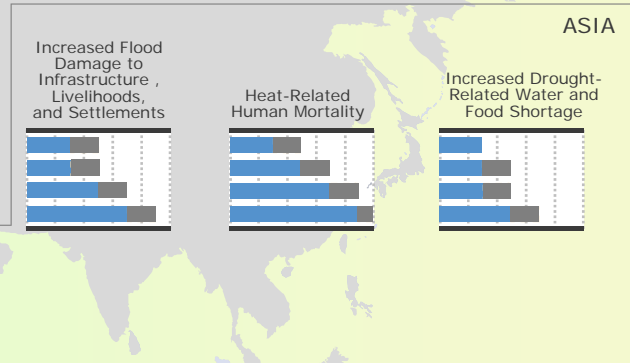 ASIA
Increased Flood
Damage to
Infrastructure ,
Livelihoods,
and Settlements
Heat-Related
Human Mortality
Increased Drought-
Related Water and
Food Shortage